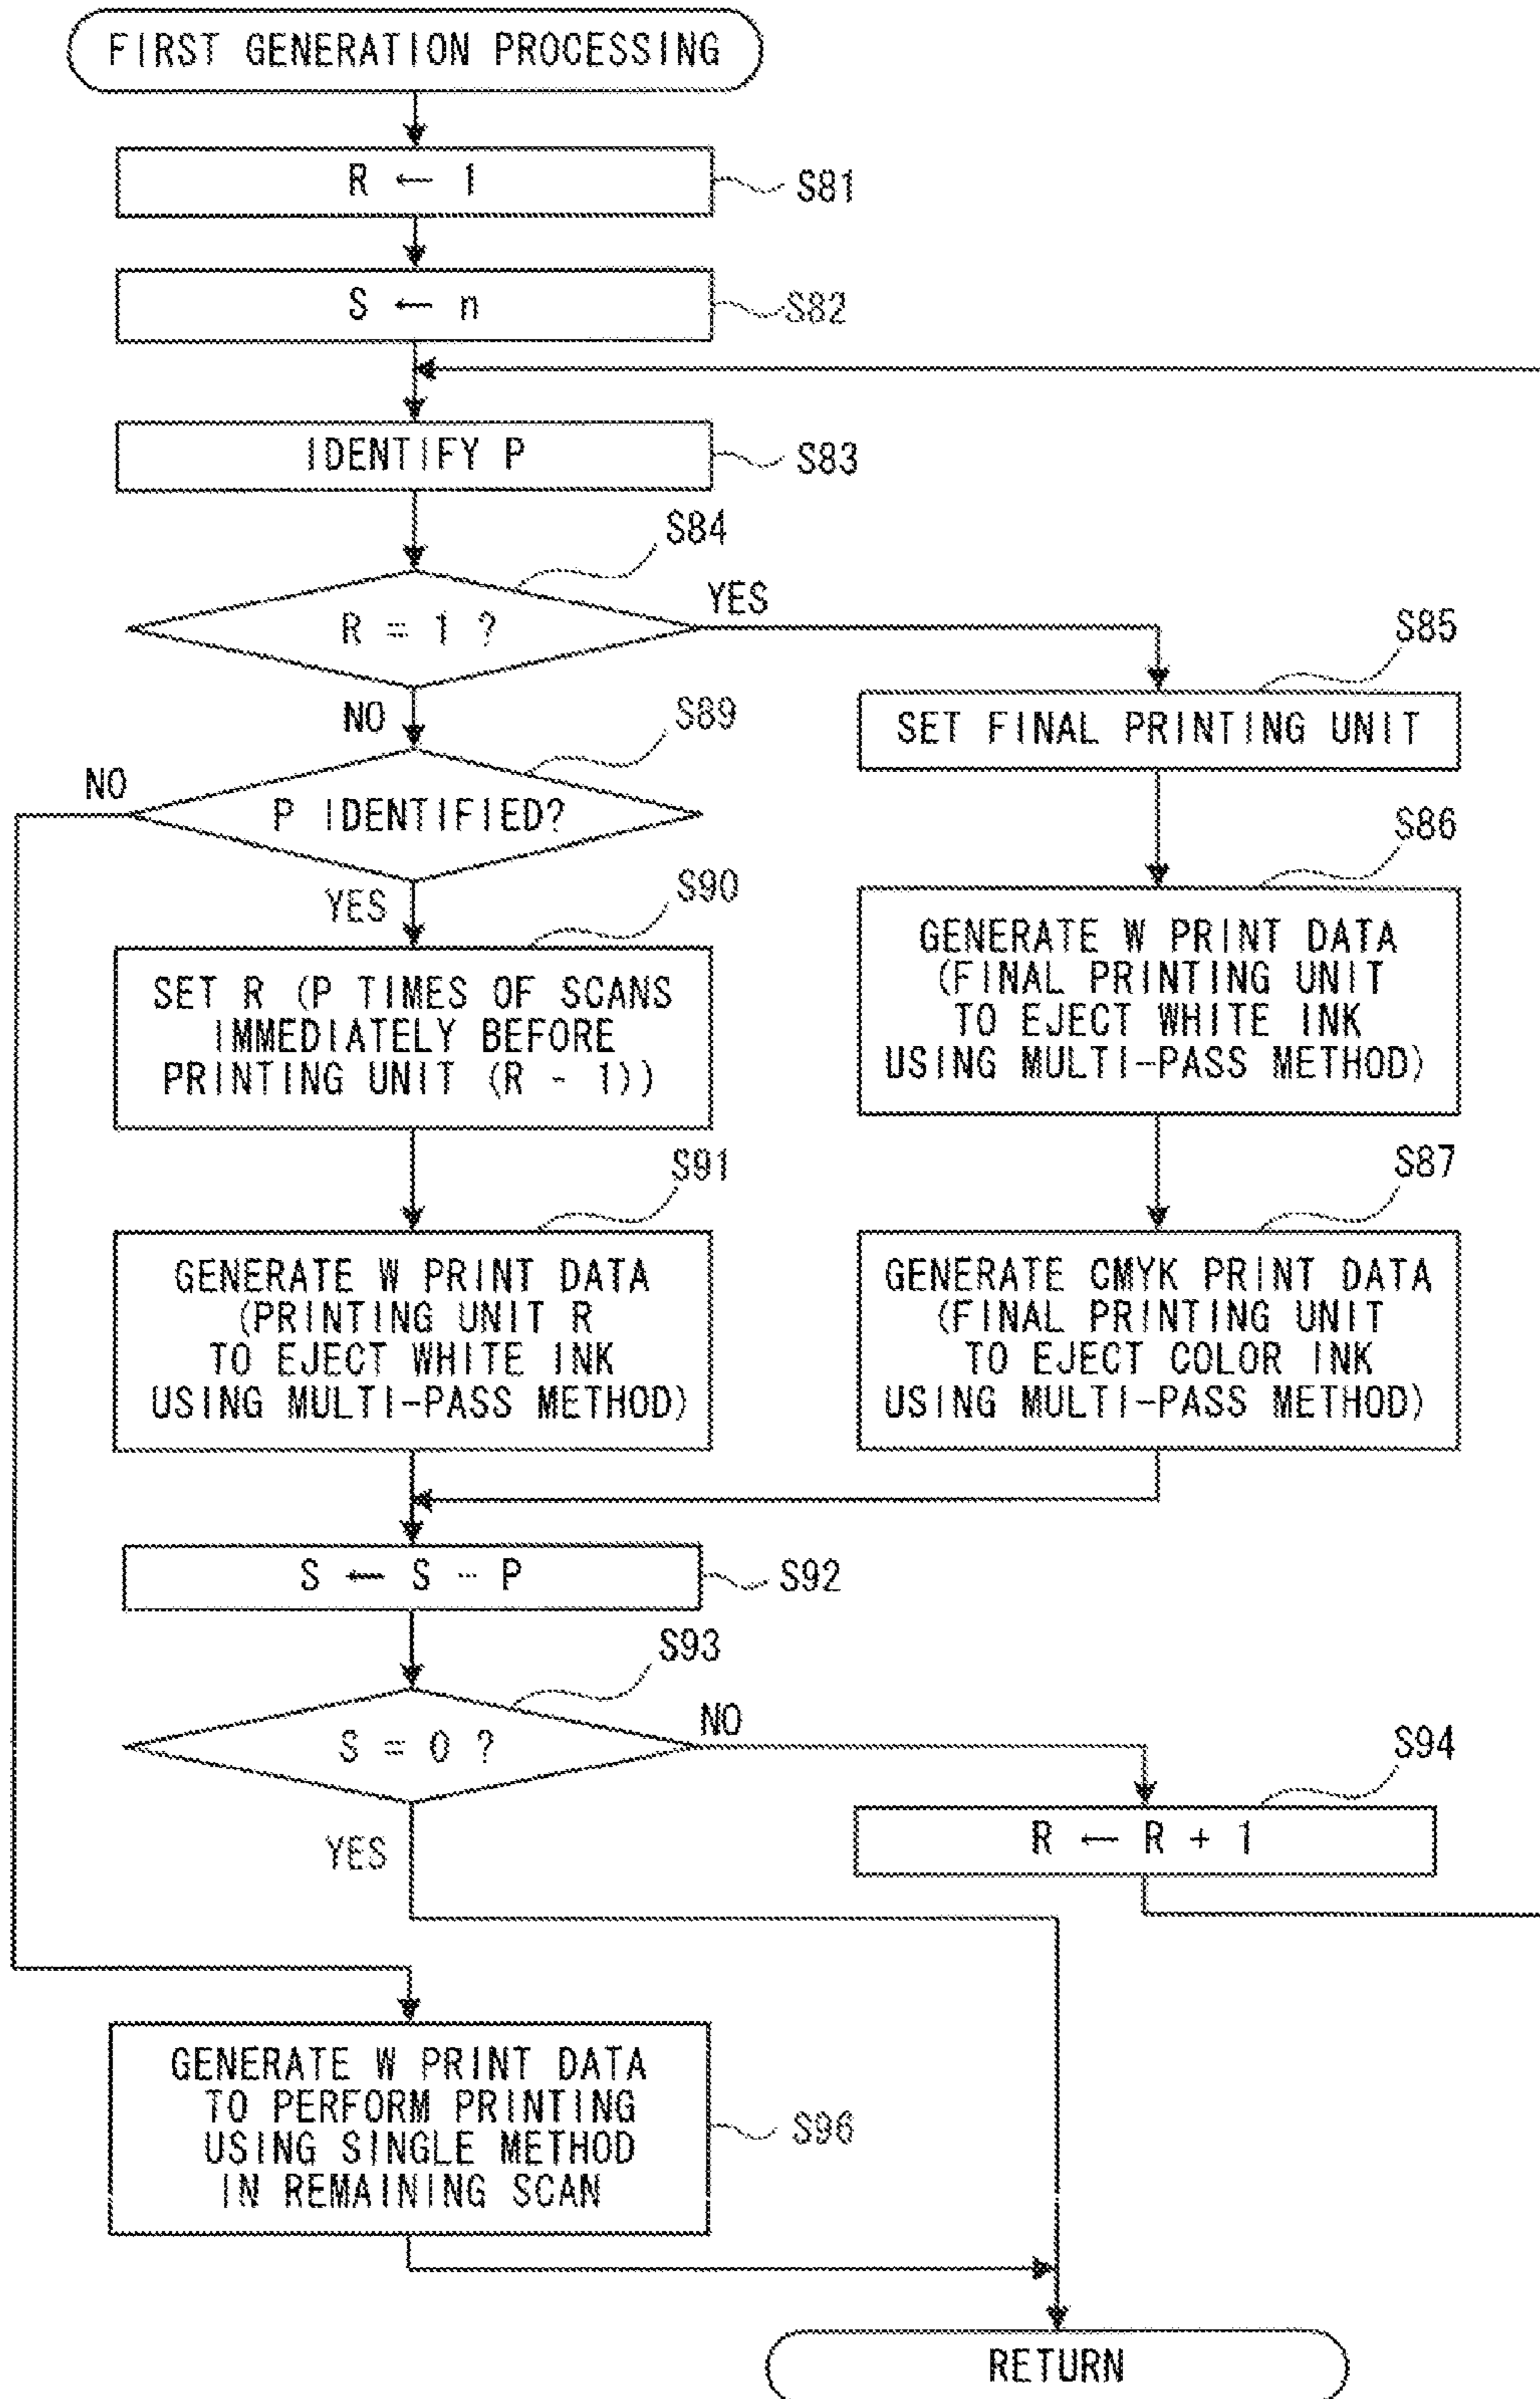 FIRST GENERATION PROCESSING
R ← 1
S81
S ← n
S82
IDENTIFY P
S83
S84
R = 1 ?
YES
NO
S85
SET FINAL PRINTING UNIT
S89
P IDENTIFIED?
NO
YES
S86
GENERATE W PRINT DATA
(FINAL PRINTING UNIT
TO EJECT WHITE INK
USING MULTI-PASS METHOD)
S90
SET R (P TIMES OF SCANS
IMMEDIATELY BEFORE
PRINTING UNIT (R - 1))
S87
GENERATE CMYK PRINT DATA
(FINAL PRINTING UNIT
TO EJECT COLOR INK
USING MULTI-PASS METHOD)
S91
GENERATE W PRINT DATA
(PRINTING UNIT R
TO EJECT WHITE INK
USING MULTI-PASS METHOD)
S ← S - P
S92
S93
S = 0 ?
NO
YES
S94
R ← R + 1
GENERATE W PRINT DATA
TO PERFORM PRINTING
USING SINGLE METHOD
IN REMAINING SCAN
S96
RETURN